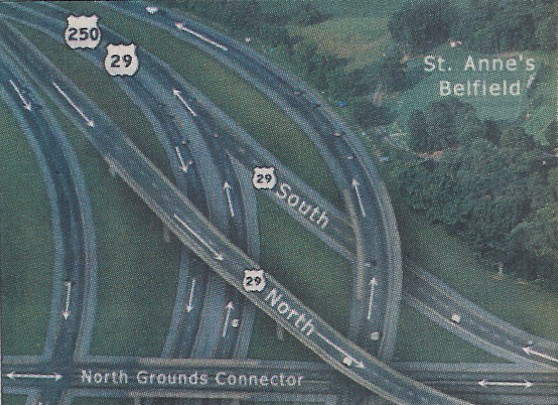 250
29
St. Anne's
Belfield
29 South
29 North
North Grounds Connector